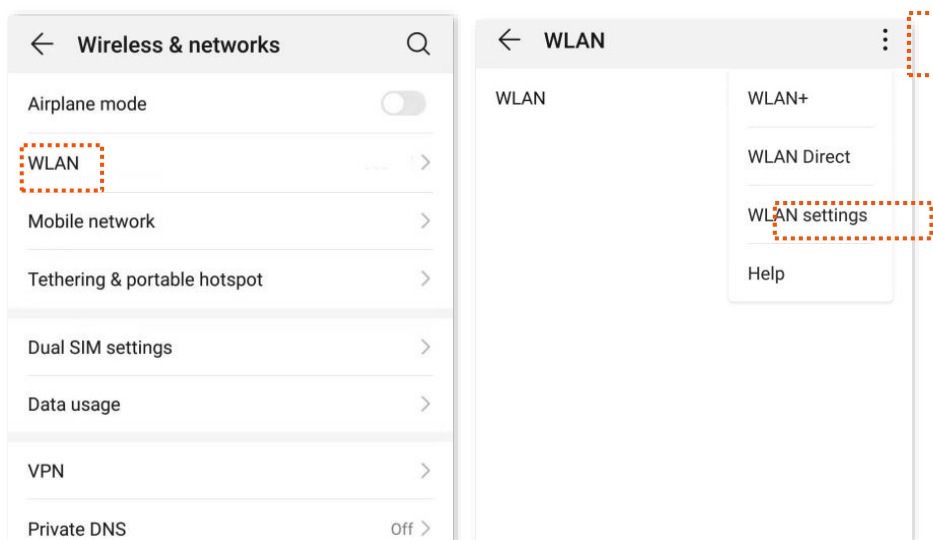 Wireless & networks
Airplane mode
WLAN
Mobile network
Tethering & portable hotspot
Dual SIM settings
Data usage
VPN
Private DNS Off
WLAN
WLAN
WLAN+
WLAN Direct
WLAN settings
Help